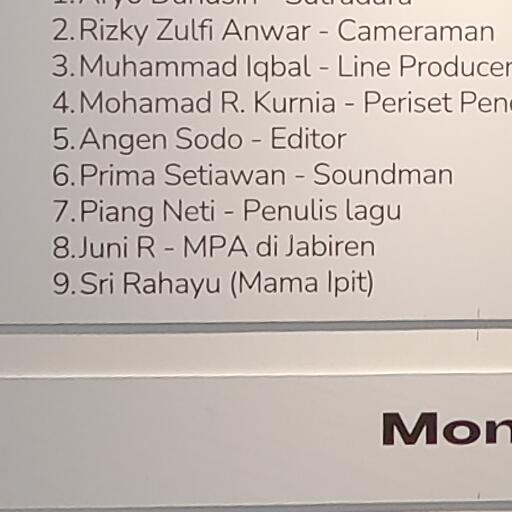 2.Rizky Zulfi Anwar - Cameraman
3.Muhammad Iqbal - Line Producer
4.Mohamad R. Kurnia - Periset
5.Angen Sodo - Editor
6.Prima Setiawan - Soundman
7.Piang Neti - Penulis lagu
8.Juni R - MPA di Jabiren
9.Sri Rahayu (Mama Ipit)